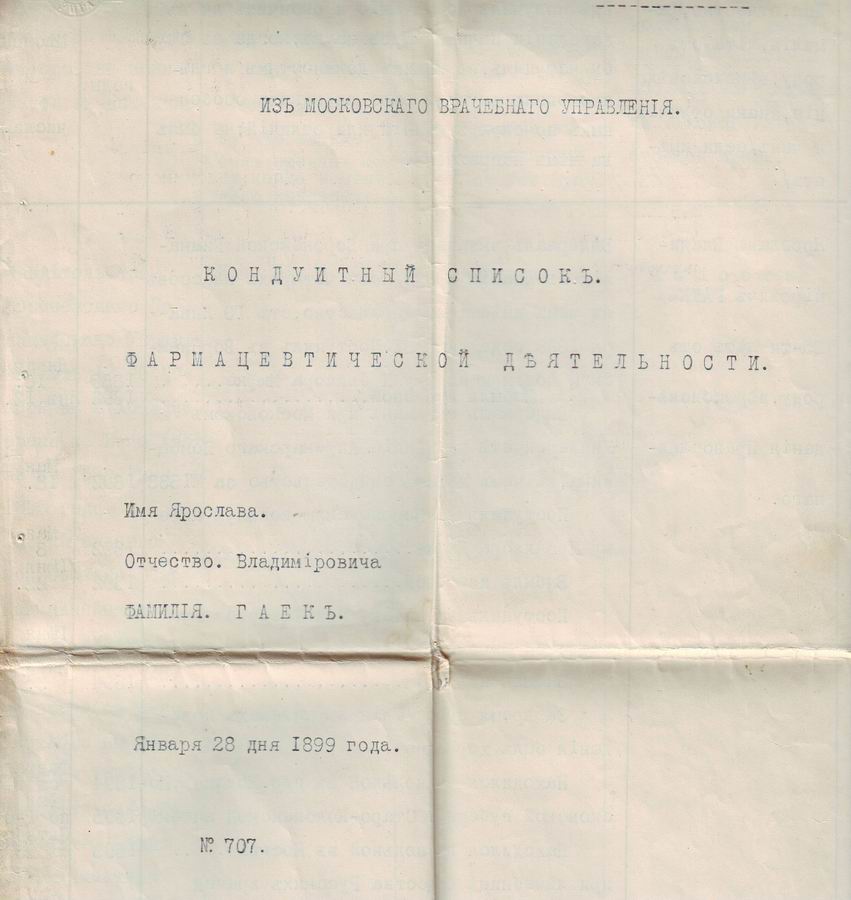 ИЗЪ МОСКОВСКАГО ВРАЧЕБНАГО УПРАВЛЕНІЯ.
КОНДУИТНЫЙ СПИСОКЪ.
ФАРМАЦЕВТИЧЕСКОЙ ДѢЯТЕЛЬНОСТИ.
Имя Ярослава.
Отчество. Владиміровича
ФАМИЛІЯ. ГАЕКЪ.
Января 28 дня 1899 года.
№ 707.